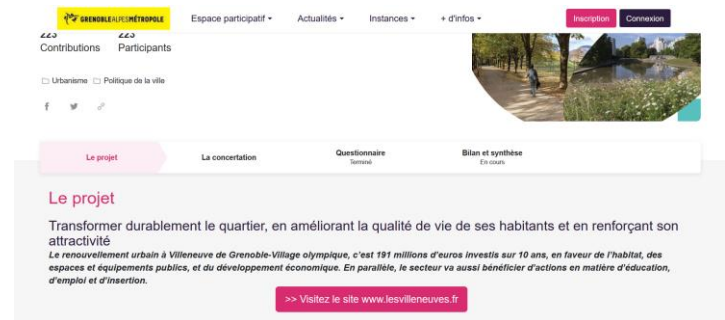 GRENOBLEALPESMÉTROPOLE Espace participatif Actualités Instances + d'infos Inscription Connexion
223 223
Contributions Participants
Urbanisme Politique de la ville
Le projet La concertation Questionnaire Bilan et synthèse
Terminé En cours
Le projet
Transformer durablement le quartier, en améliorant la qualité de vie de ses habitants et en renforçant son
attractivité
Le renouvellement urbain à Villeneuve de Grenoble-Village olympique, c'est 191 millions d'euros investis sur 10 ans, en faveur de l'habitat, des
espaces et équipements publics, et du développement économique. En parallèle, le secteur va aussi bénéficier d'actions en matière d'éducation,
d'emploi et d'insertion.
>> Visitez le site www.lesvilleneuves.fr